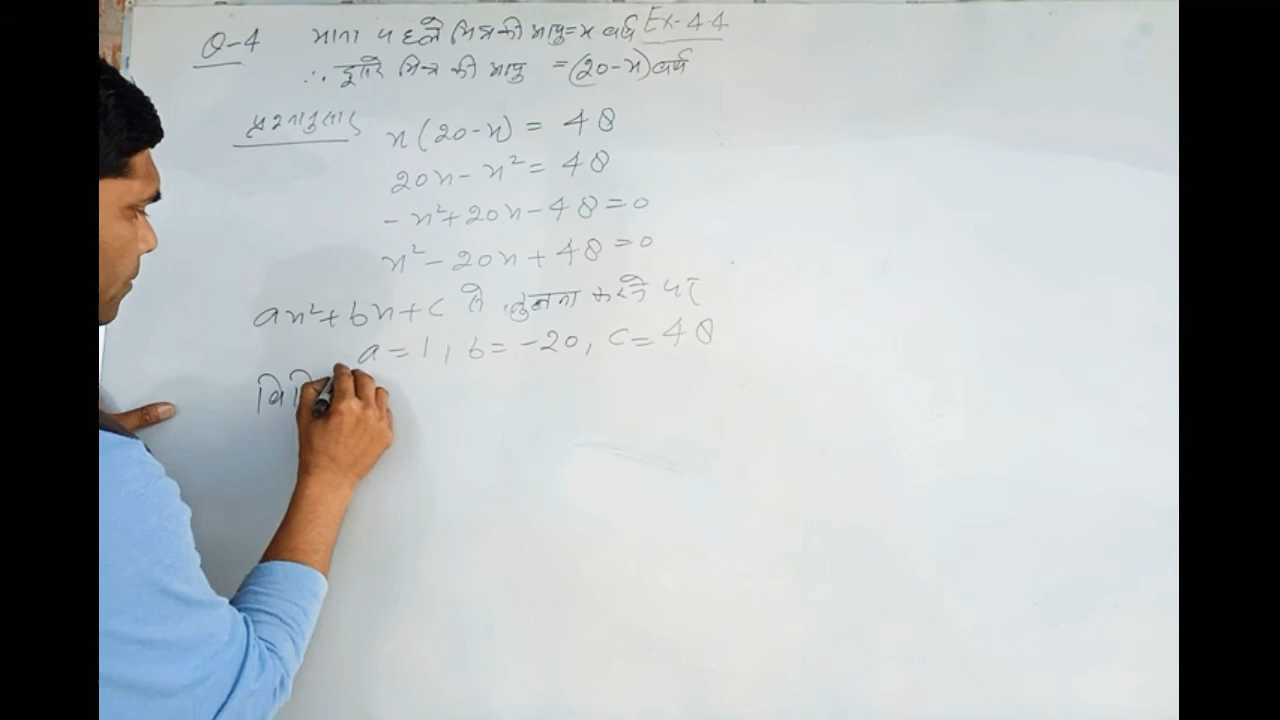 Q-4 माना पहले मित्र की आयु = x वर्ष Ex-4.4
∴ दूसरे मित्र की आयु = (20-x) वर्ष
प्रश्नानुसार x(20-x) = 48
20x - x² = 48
- x² + 20x - 48 = 0
x² - 20x + 48 = 0
ax² + bx + c से तुलना करने पर
a = 1, b = -20, c = 48